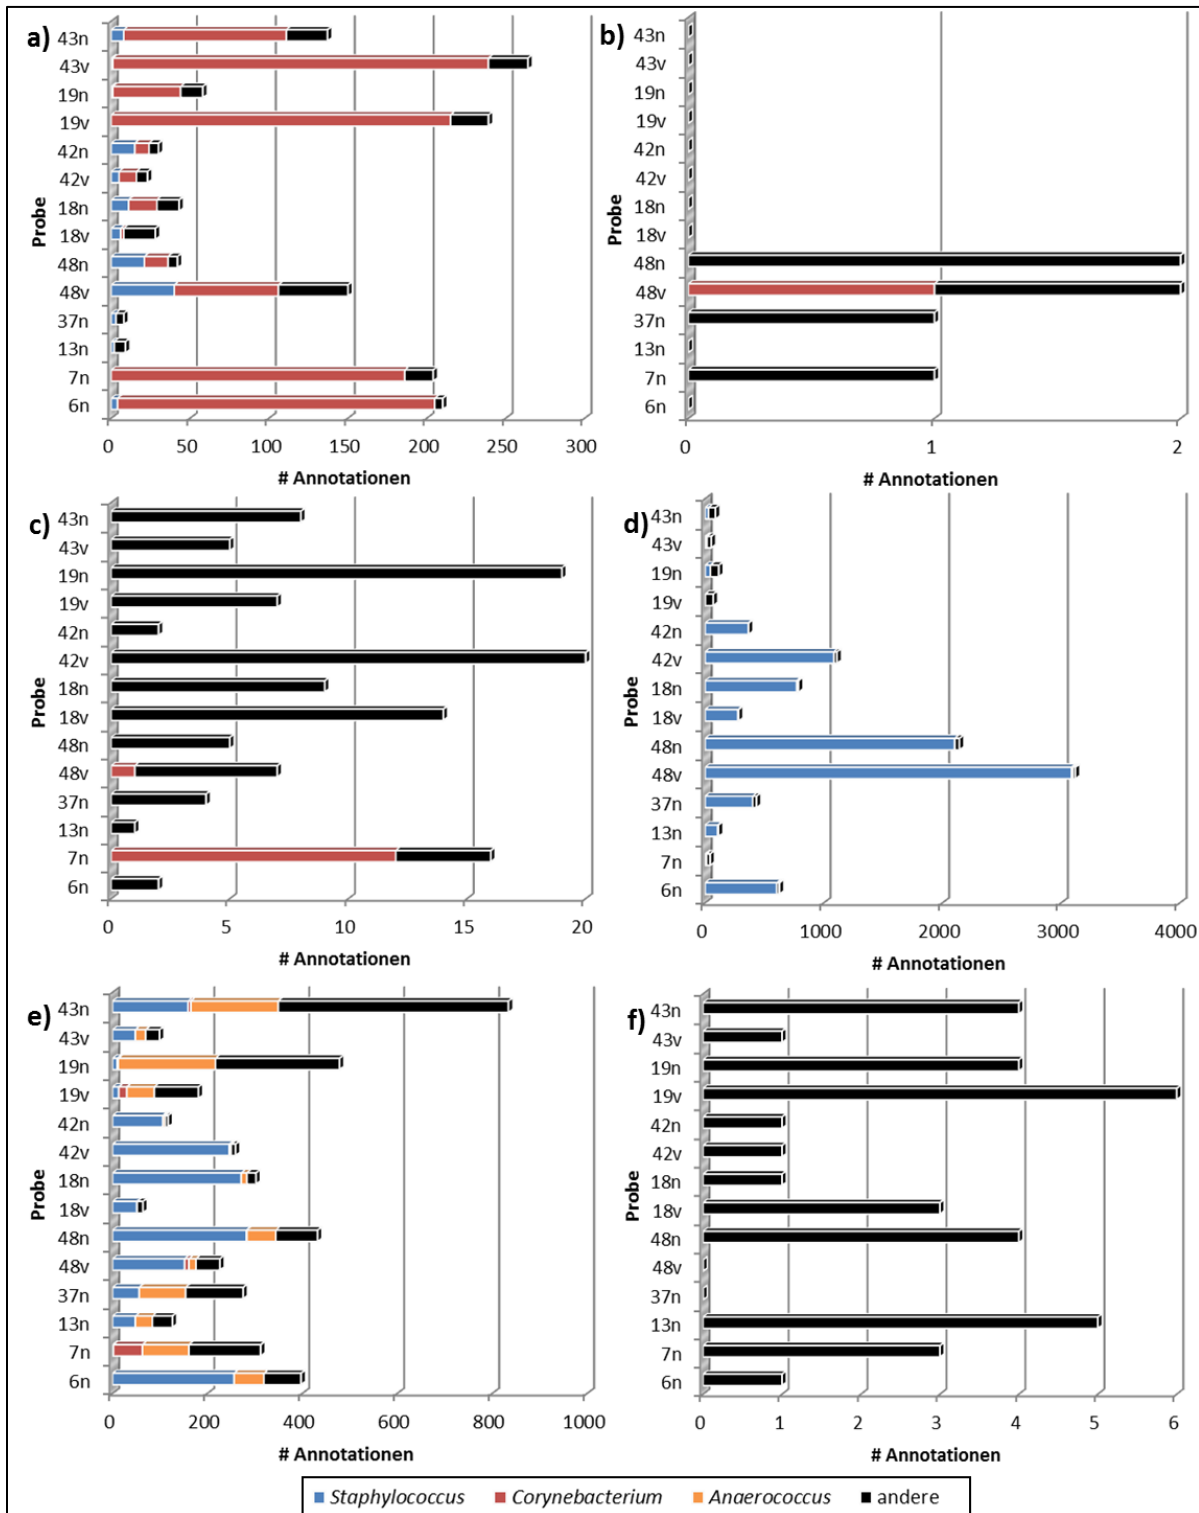 a)
43n
43v
19n
19v
42n
42v
18n
18v
48n
48v
37n
13n
7n
6n
Probe
0 50 100 150 200 250 300
# Annotationen
b)
43n
43v
19n
19v
42n
42v
18n
18v
48n
48v
37n
13n
7n
6n
Probe
0 1 2
# Annotationen
c)
43n
43v
19n
19v
42n
42v
18n
18v
48n
48v
37n
13n
7n
6n
Probe
0 5 10 15 20
# Annotationen
d)
43n
43v
19n
19v
42n
42v
18n
18v
48n
48v
37n
13n
7n
6n
Probe
0 1000 2000 3000 4000
# Annotationen
e)
43n
43v
19n
19v
42n
42v
18n
18v
48n
48v
37n
13n
7n
6n
Probe
0 200 400 600 800 1000
# Annotationen
f)
43n
43v
19n
19v
42n
42v
18n
18v
48n
48v
37n
13n
7n
6n
Probe
0 1 2 3 4 5 6
# Annotationen
Staphylococcus Corynebacterium Anaerococcus andere